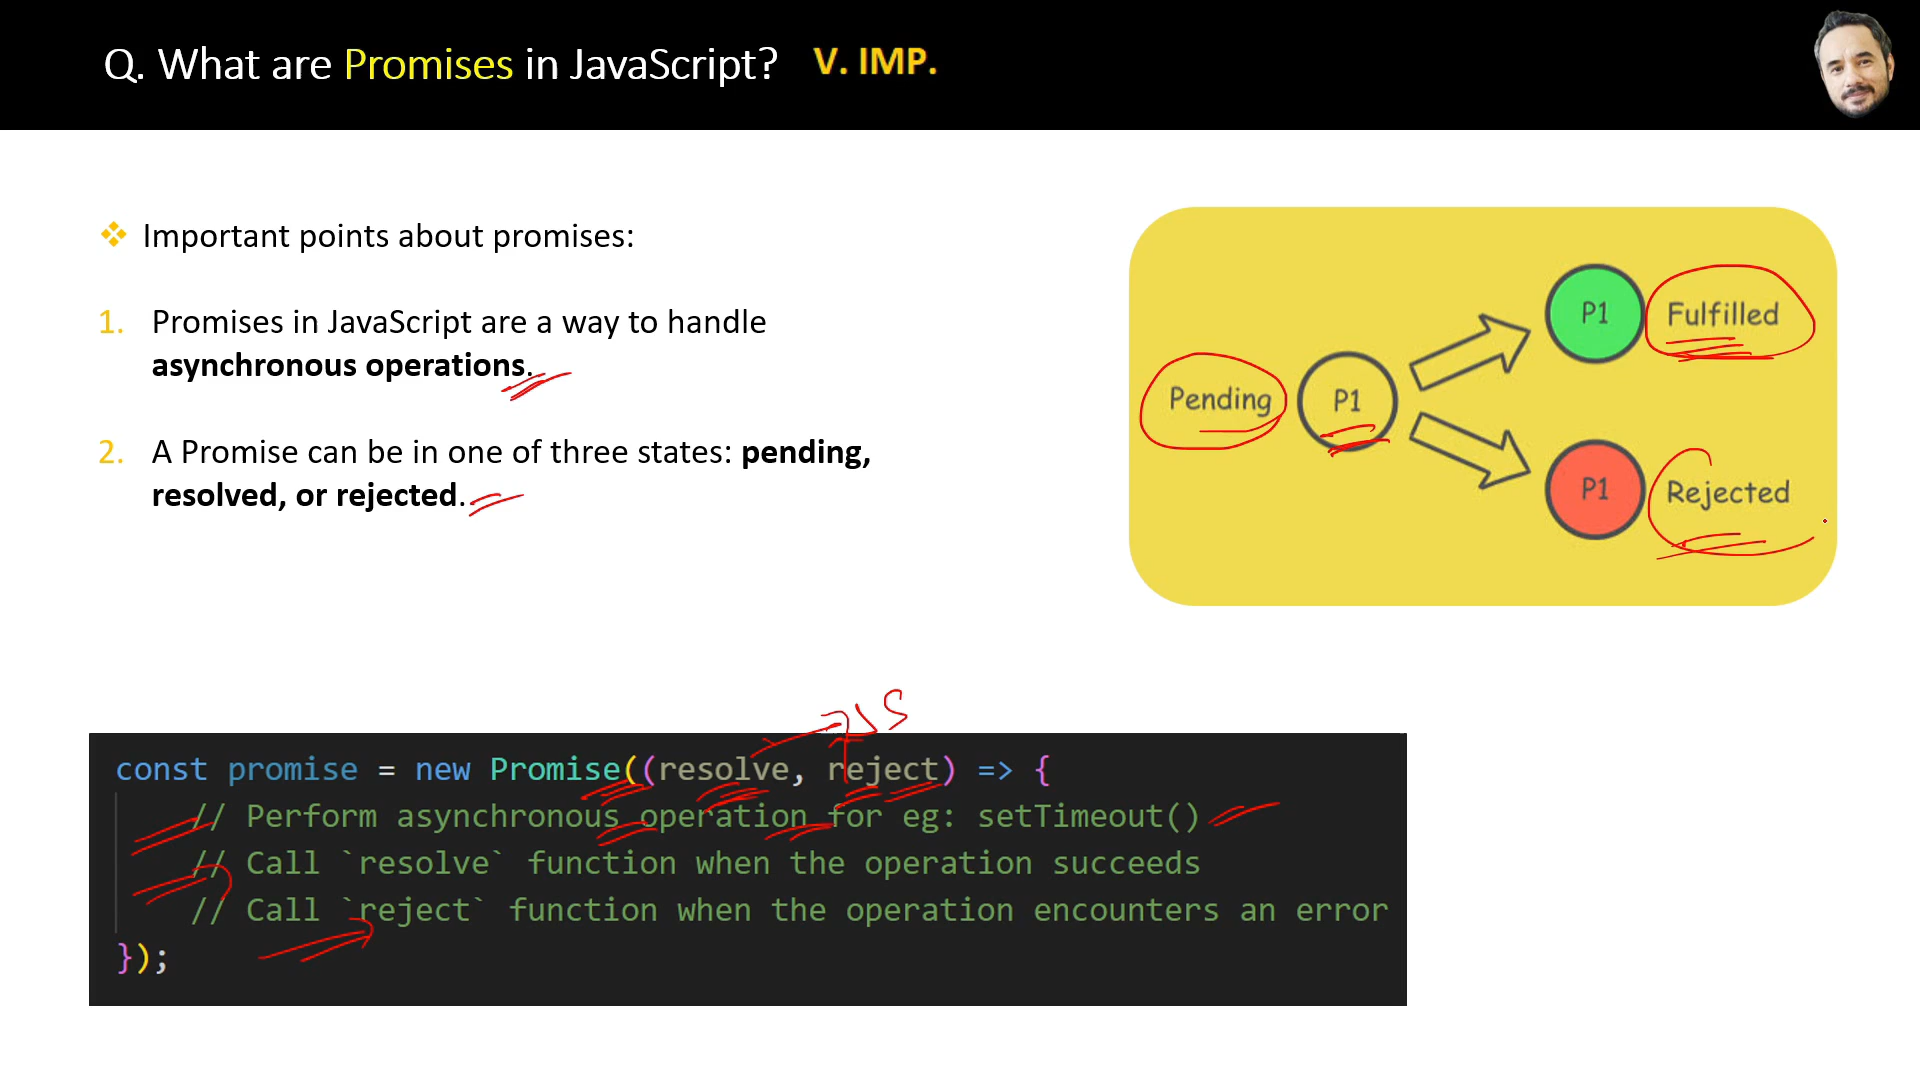 Q. What are Promises in JavaScript? V. IMP.
❖ Important points about promises:
1. Promises in JavaScript are a way to handle
asynchronous operations.
2. A Promise can be in one of three states: pending,
resolved, or rejected.
P1 Fulfilled
Pending P1
P1 Rejected
const promise = new Promise((resolve, reject) => {
// Perform asynchronous operation for eg: setTimeout()
// Call `resolve` function when the operation succeeds
// Call `reject` function when the operation encounters an error
});